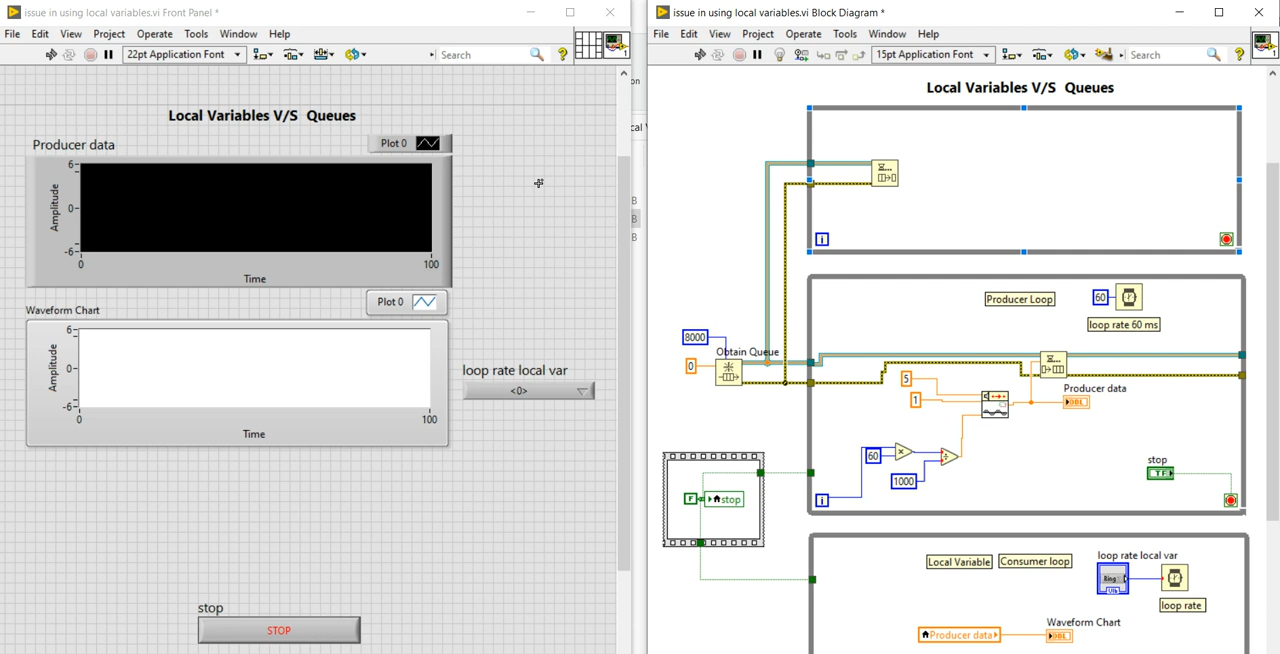 issue in using local variables.vi Front Panel *
File Edit View Project Operate Tools Window Help
22pt Application Font
Search
Local Variables V/S Queues
Producer data
Plot 0
Amplitude
6
0
-6
0
100
Time
Waveform Chart
Plot 0
Amplitude
6
0
-6
0
100
Time
loop rate local var
<0>
stop
STOP
on
cal V
B
B
B
issue in using local variables.vi Block Diagram *
File Edit View Project Operate Tools Window Help
15pt Application Font
Search
1
1
Local Variables V/S Queues
i
Producer Loop
60
loop rate 60 ms
8000
Obtain Queue
0
5
1
Producer data
DBL
60
1000
stop
TF
i
F
stop
Local Variable
Consumer loop
loop rate local var
Ring
loop rate
Producer data
Waveform Chart
DBL